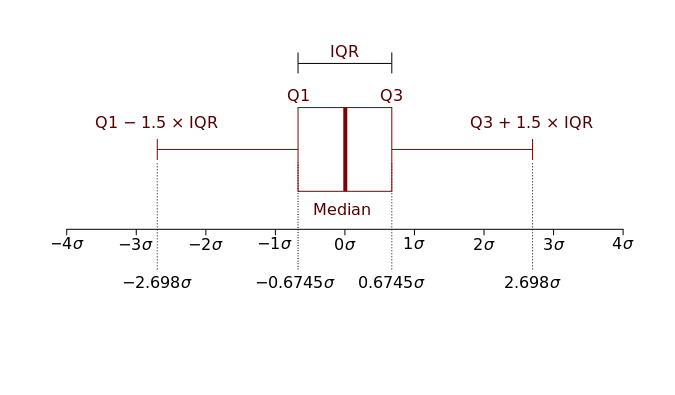 IQR
Q1 Q3
Q1 − 1.5 × IQR Q3 + 1.5 × IQR
Median
−4σ −3σ −2σ −1σ 0σ 1σ 2σ 3σ 4σ
−2.698σ −0.6745σ 0.6745σ 2.698σ